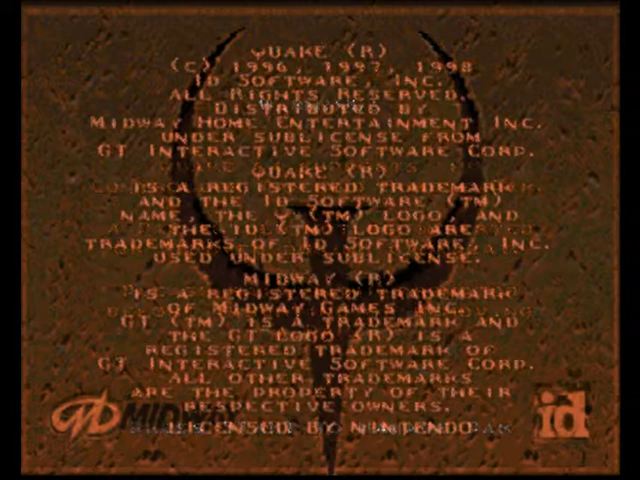 QUAKE (R)
(C) 1996, 1997, 1998
ID SOFTWARE, INC.
ALL RIGHTS RESERVED.
DISTRIBUTED BY
MIDWAY HOME ENTERTAINMENT INC.
UNDER SUBLICENSE FROM
GT INTERACTIVE SOFTWARE CORP.
QUAKE (R)
IS A REGISTERED TRADEMARK
AND THE ID SOFTWARE (TM)
NAME, THE Q (TM) LOGO, AND
THE ID (TM) LOGO ARE
TRADEMARKS OF ID SOFTWARE, INC.
USED UNDER SUBLICENSE.
MIDWAY (R)
IS A REGISTERED TRADEMARK
OF MIDWAY GAMES INC.
GT (TM) IS A TRADEMARK AND
THE GT LOGO (R) IS A
REGISTERED TRADEMARK OF
GT INTERACTIVE SOFTWARE CORP.
ALL OTHER TRADEMARKS
ARE THE PROPERTY OF THEIR
RESPECTIVE OWNERS.
MIDWAY
LICENSED BY NINTENDO
id